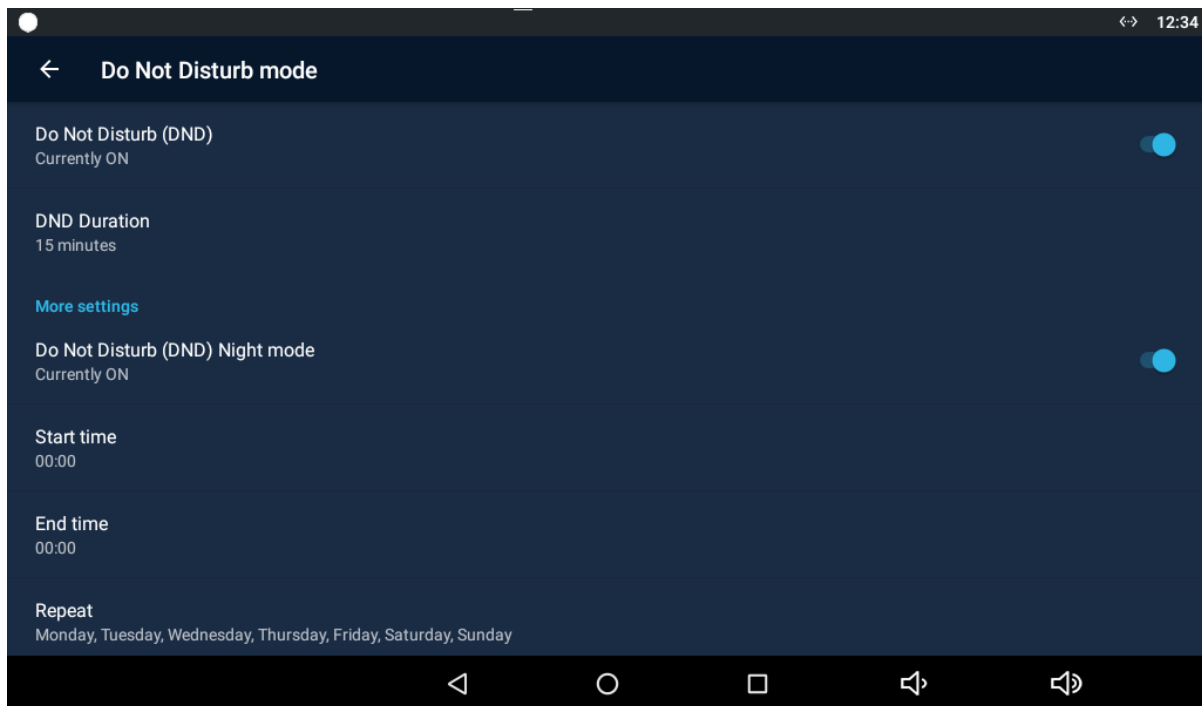 12:34
Do Not Disturb mode
Do Not Disturb (DND)
Currently ON
DND Duration
15 minutes
More settings
Do Not Disturb (DND) Night mode
Currently ON
Start time
00:00
End time
00:00
Repeat
Monday, Tuesday, Wednesday, Thursday, Friday, Saturday, Sunday